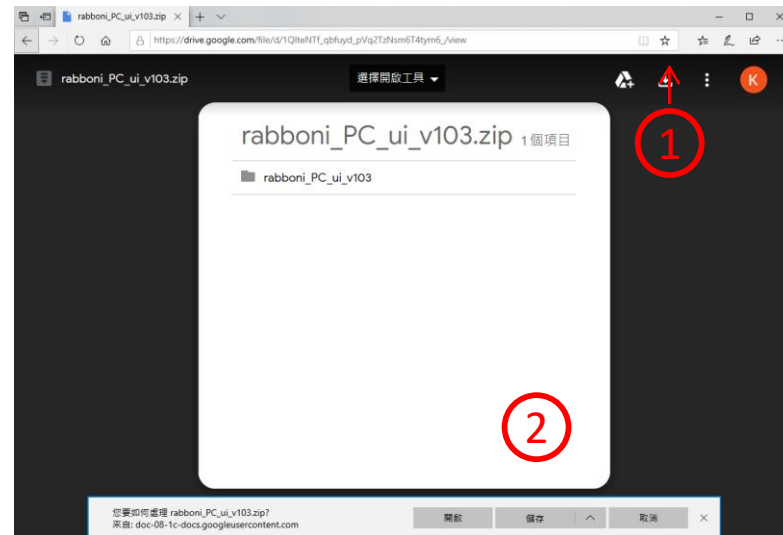 rabboni_PC_ui_v103.zip
https://drive.google.com/file/d/1QIteNTf_qbfuyd_pVq2TzNsm6T4tym6_/view
rabboni_PC_ui_v103.zip
選擇開啟工具
K
1
rabboni_PC_ui_v103.zip 1個項目
rabboni_PC_ui_v103
2
您要如何處理 rabboni_PC_ui_v103.zip?
來自: doc-08-1c-docs.googleusercontent.com
開啟 儲存 取消